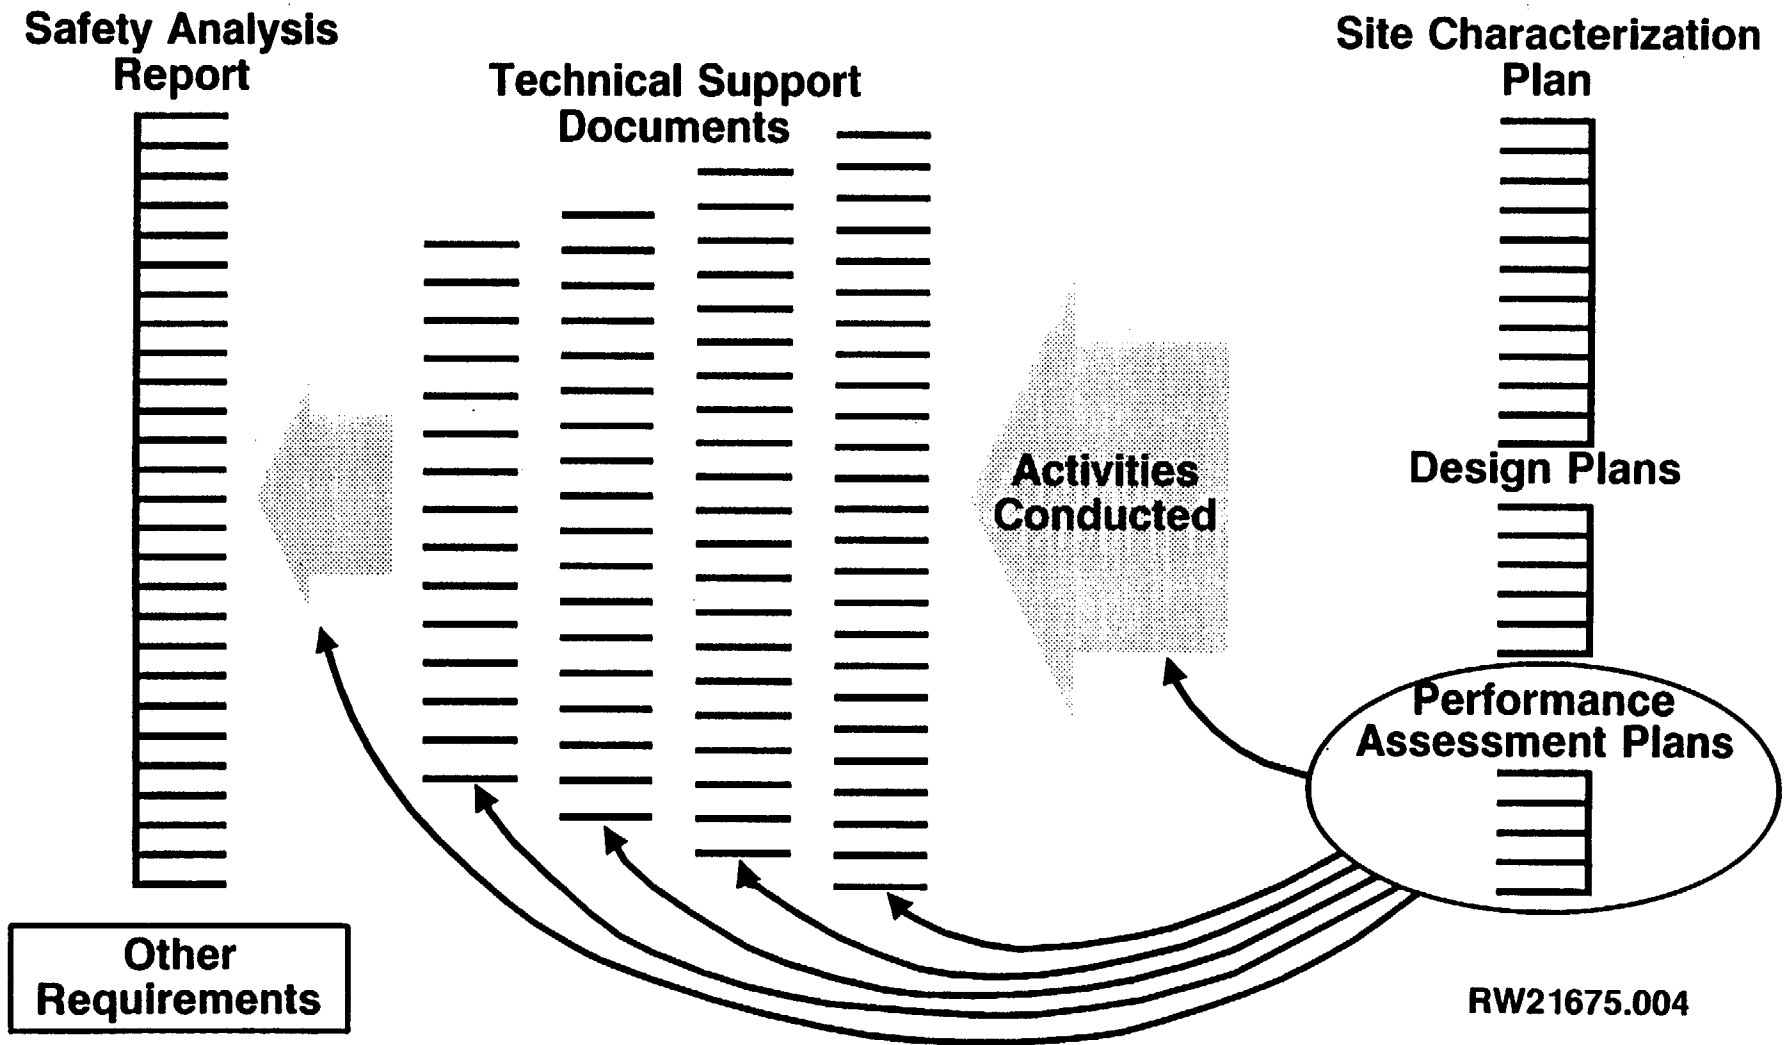 Safety Analysis
Report
Technical Support
Documents
Site Characterization
Plan
Activities
Conducted
Design Plans
Performance
Assessment Plans
Other
Requirements
RW21675.004